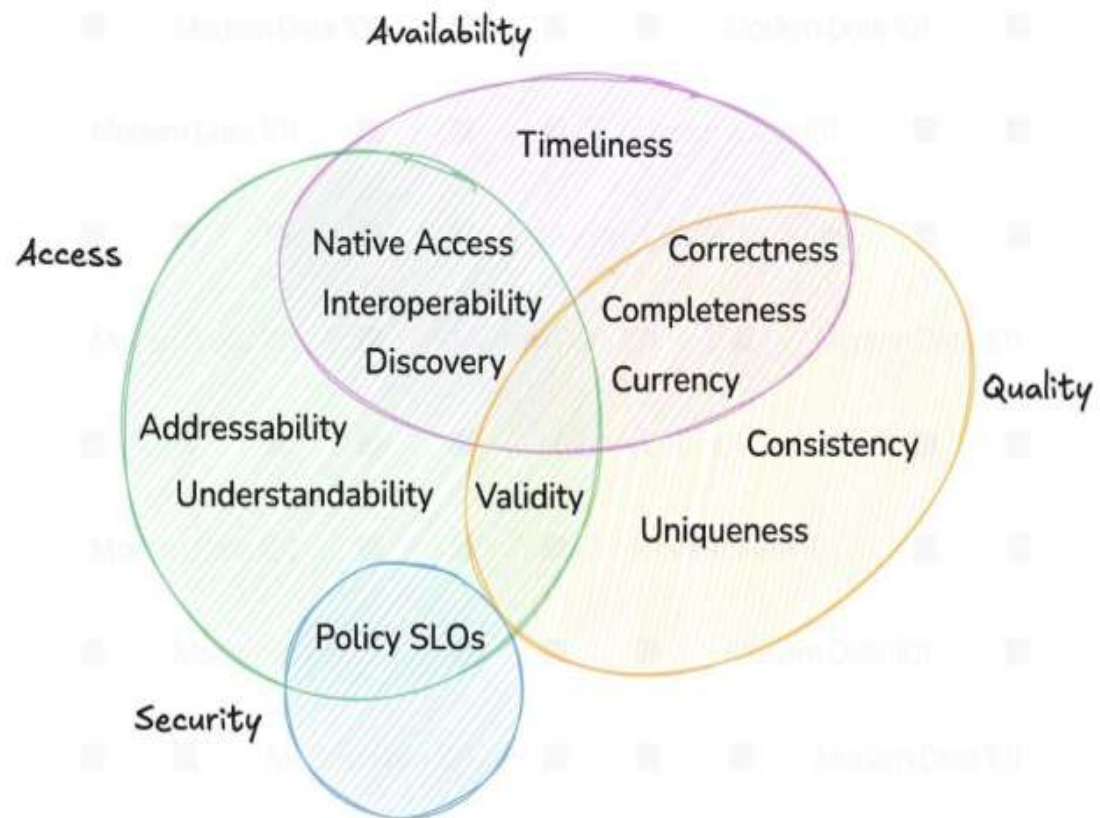 Availability
Timeliness
Access
Native Access
Correctness
Interoperability
Completeness
Discovery
Currency
Quality
Addressability
Consistency
Understandability
Validity
Uniqueness
Policy SLOs
Security